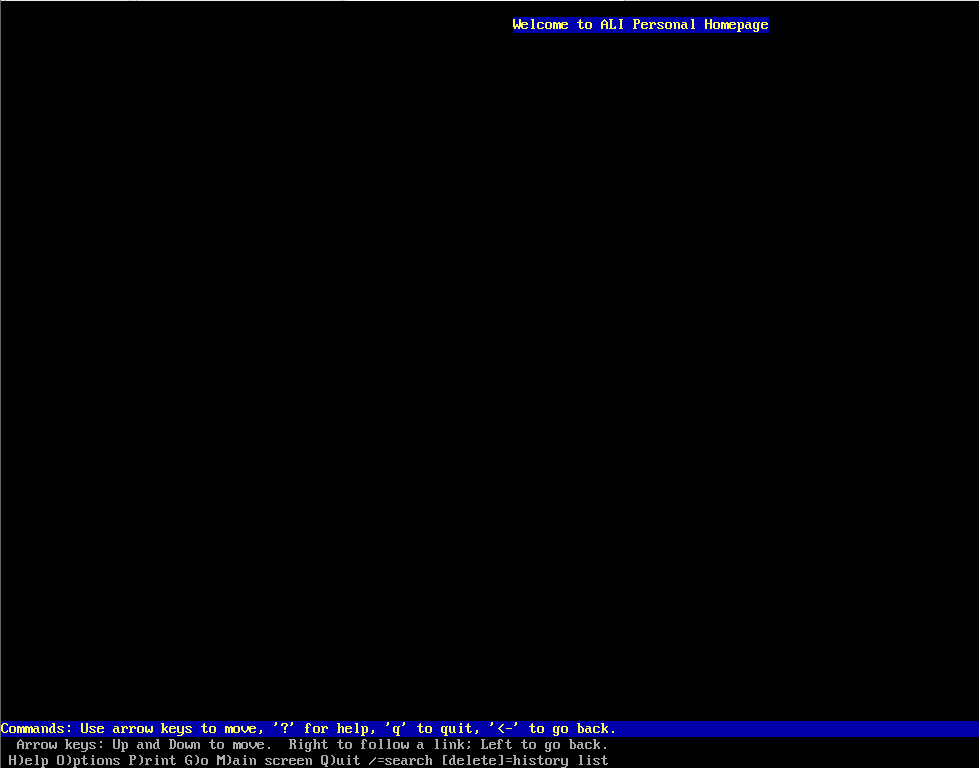 Welcome to ALI Personal Homepage
Commands: Use arrow keys to move, '?' for help, 'q' to quit, '<-' to go back.
Arrow keys: Up and Down to move.  Right to follow a link; Left to go back.
H)elp O)ptions P)rint G)o M)ain screen Q)uit /=search [delete]=history list